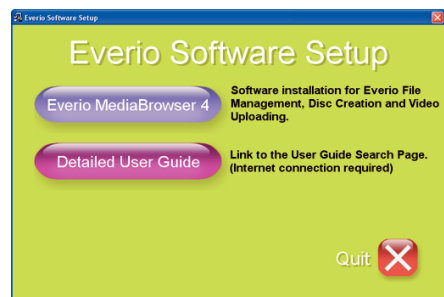 Everio Software Setup
Everio Software Setup
Everio MediaBrowser 4
Software installation for Everio File
Management, Disc Creation and Video
Uploading.
Detailed User Guide
Link to the User Guide Search Page.
(Internet connection required)
Quit